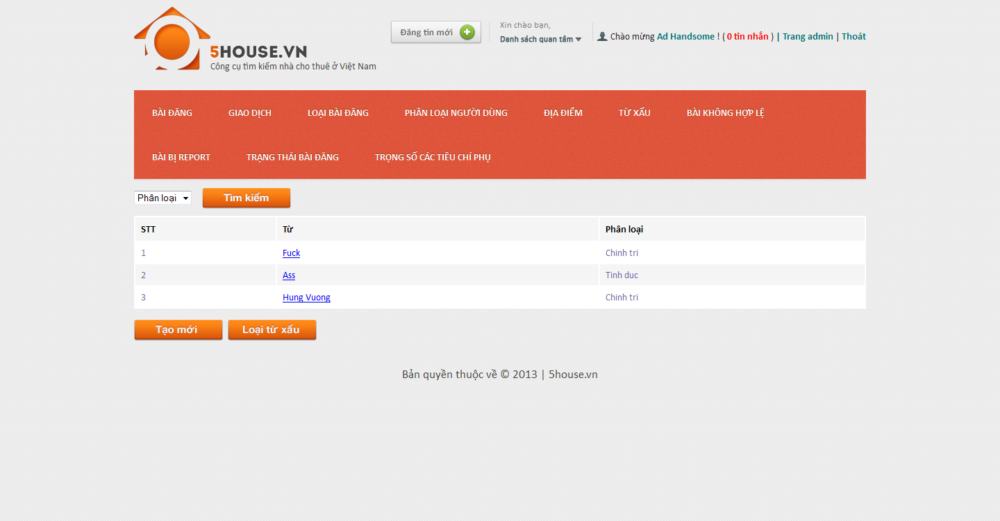 Đăng tin mới
Xin chào bạn,
Danh sách quan tâm
Chào mừng Ad Handsome ! ( 0 tin nhắn ) | Trang admin | Thoát
5HOUSE.VN
Công cụ tìm kiếm nhà cho thuê ở Việt Nam
BÀI ĐĂNG GIAO DỊCH LOẠI BÀI ĐĂNG PHÂN LOẠI NGƯỜI DÙNG ĐỊA ĐIỂM TỪ XẤU BÀI KHÔNG HỢP LỆ
BÀI BỊ REPORT TRẠNG THÁI BÀI ĐĂNG TRỌNG SỐ CÁC TIÊU CHÍ PHỤ
Phân loại Tìm kiếm
STT Từ Phân loại
1 Fuck Chinh tri
2 Ass Tinh duc
3 Hung Vuong Chinh tri
Tạo mới Loại từ xấu
Bản quyền thuộc về © 2013 | 5house.vn